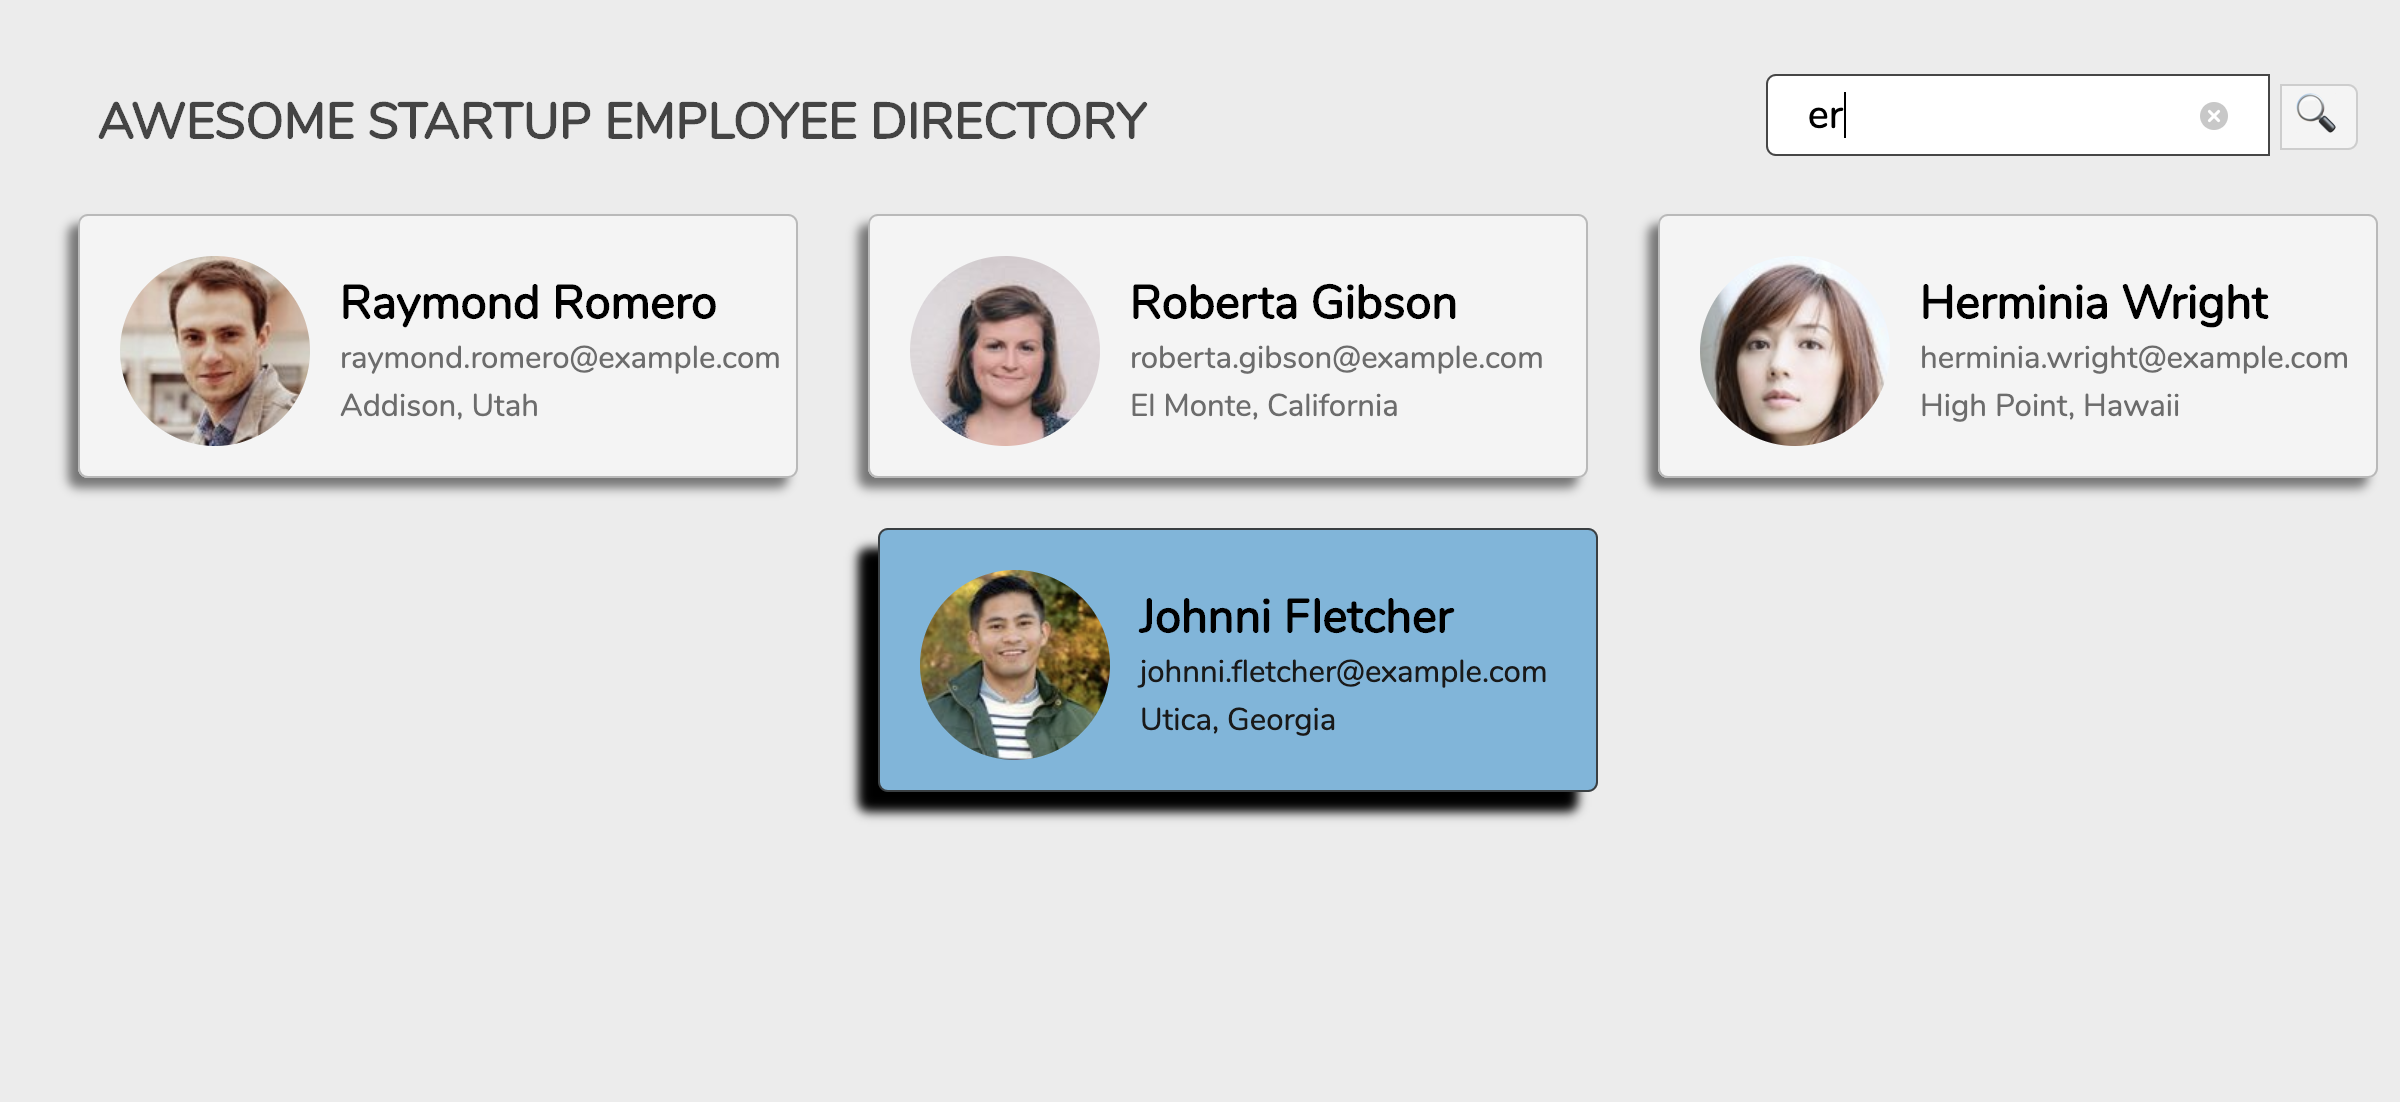 AWESOME STARTUP EMPLOYEE DIRECTORY
er
Raymond Romero
raymond.romero@example.com
Addison, Utah
Roberta Gibson
roberta.gibson@example.com
El Monte, California
Herminia Wright
herminia.wright@example.com
High Point, Hawaii
Johnni Fletcher
johnni.fletcher@example.com
Utica, Georgia